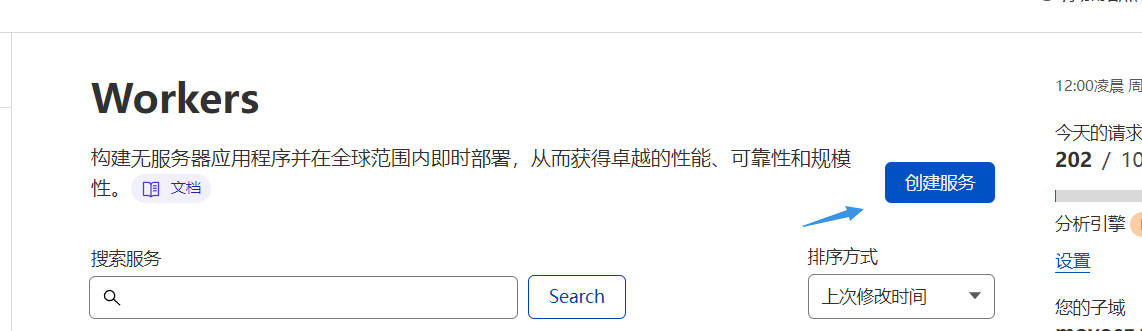 Workers
构建无服务器应用程序并在全球范围内即时部署，从而获得卓越的性能、可靠性和规模
性。 文档
创建服务
搜索服务
Search
排序方式
上次修改时间
12:00凌晨 周
今天的请求
202 / 10
分析引擎
设置
您的子域